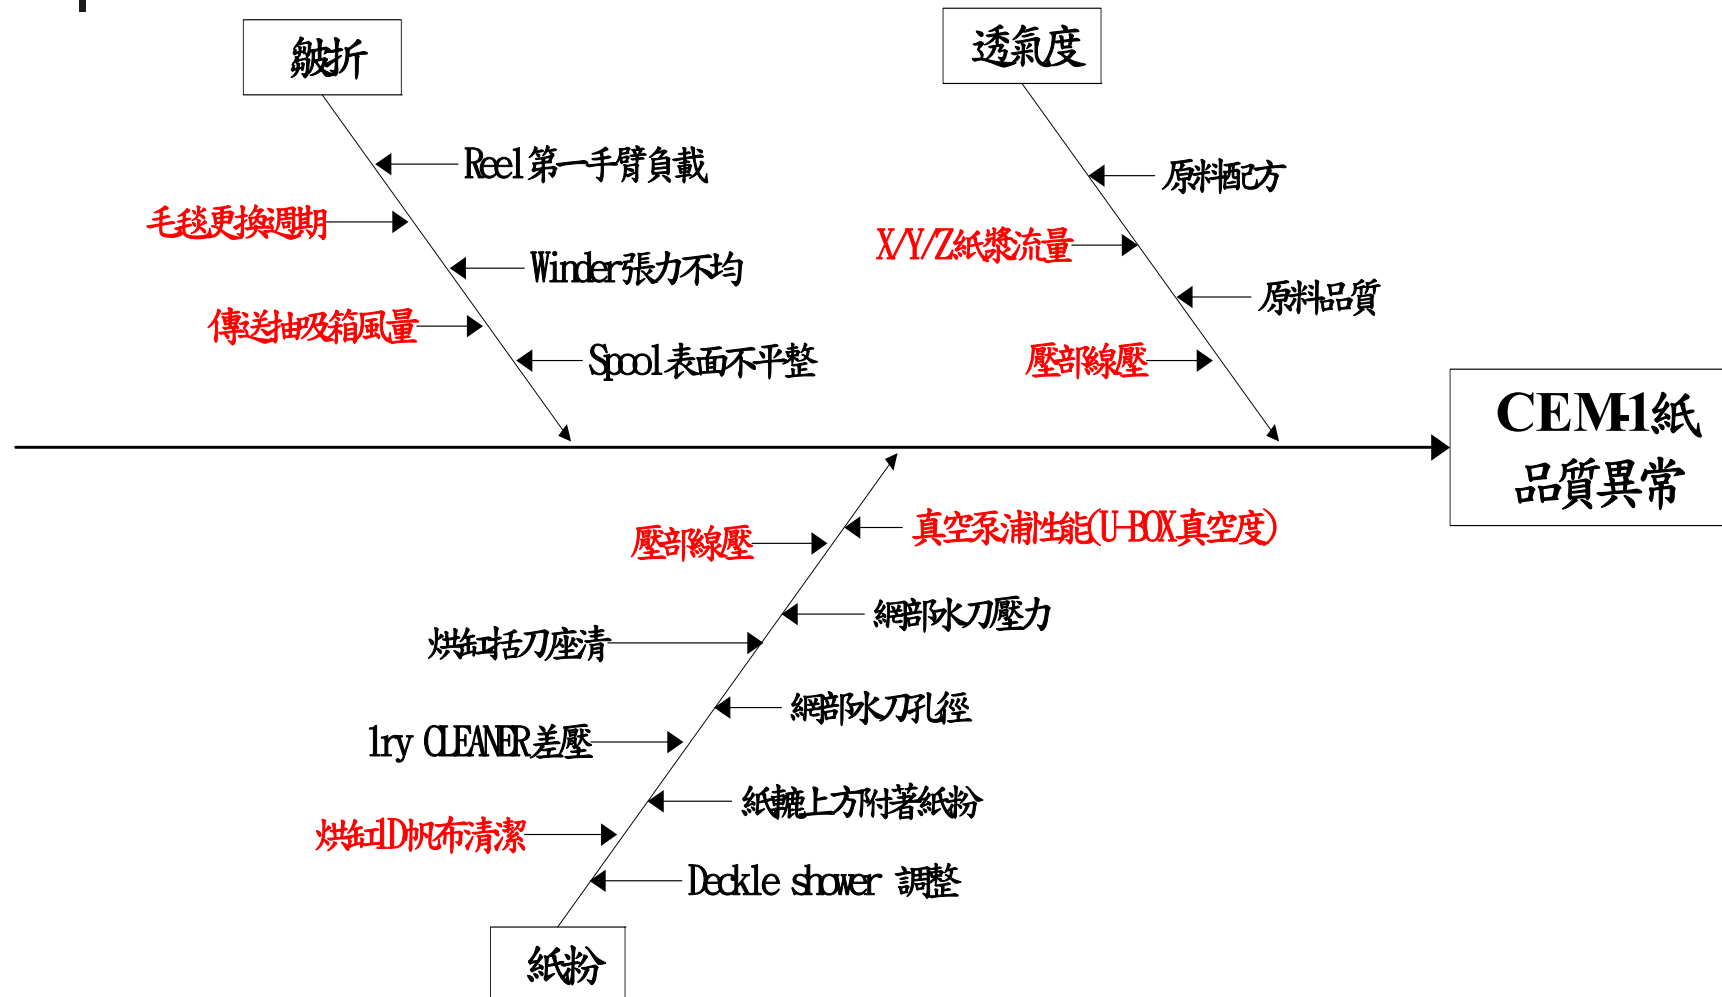 皺折
透氣度
Reel第一手臂負載
毛毯更換週期
Winder張力不均
傳送抽吸箱風量
Spool表面不平整
原料配方
X/Y/Z紙漿流量
原料品質
壓部線壓
CEM-1紙
品質異常
壓部線壓
真空泵浦性能(U-BOX真空度)
網部水刀壓力
烘缸括刀座清
網部水刀孔徑
1ry CLEANER差壓
紙轆上方附著紙粉
烘缸1D帆布清潔
Deckle shower 調整
紙粉